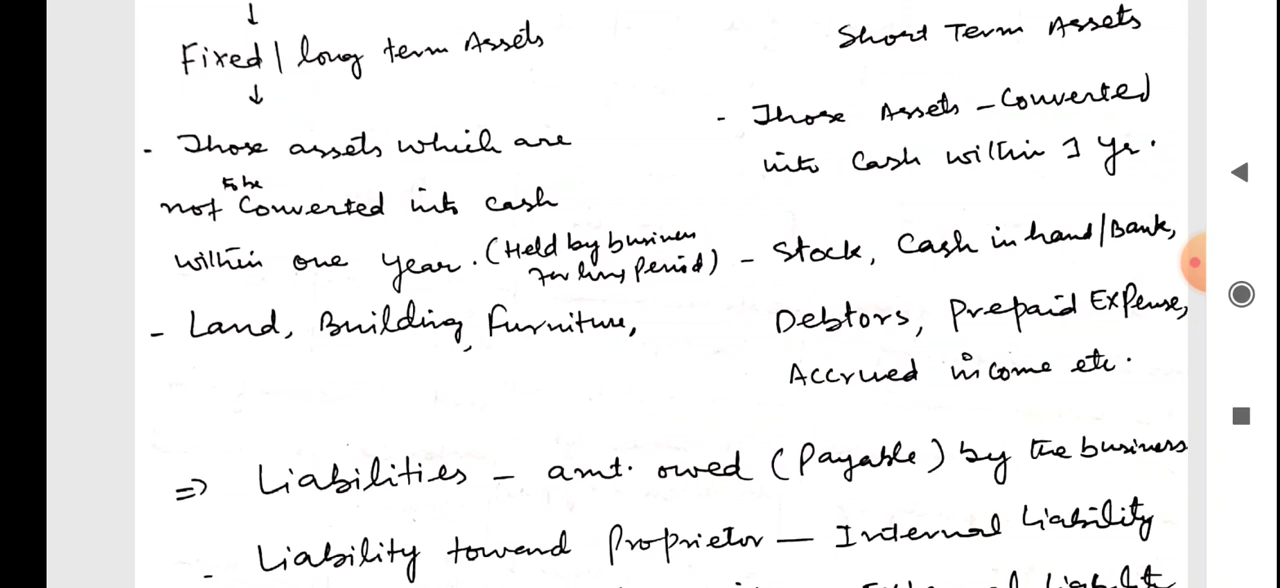 ↓
Fixed | long term Assets
↓
- Those assets which are
to be
not converted into cash
within one year. (Held by business
for long period)
- Land, Building, Furniture,
Short Term Assets
- Those Assets - Converted
into Cash within 1 yr.
- Stock, Cash in hand/Bank,
Debtors, Prepaid Expense,
Accrued income etc.
=> Liabilities - amt. owed (Payable) by the business
- Liability toward Proprietor — Internal Liability